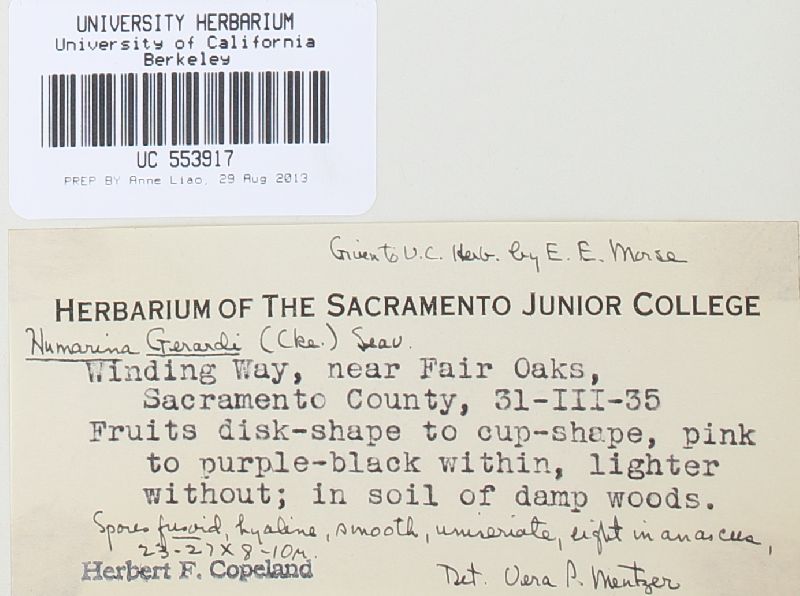 UNIVERSITY HERBARIUM
University of California
Berkeley
UC 553917
PREP BY Anne Liao, 29 Aug 2013
Given to U.C. Herb. by E. E. Morse
HERBARIUM OF THE SACRAMENTO JUNIOR COLLEGE
Humarina Gerardi (Cke.) Seav.
Winding Way, near Fair Oaks,
Sacramento County, 31-III-35
Fruits disk-shape to cup-shape, pink
to purple-black within, lighter
without; in soil of damp woods.
Spores fusoid, hyaline, smooth, uniseriate, eight in an ascus,
23-27 X 8-10µ.
Herbert F. Copeland
Det. Vera P. Mentzer